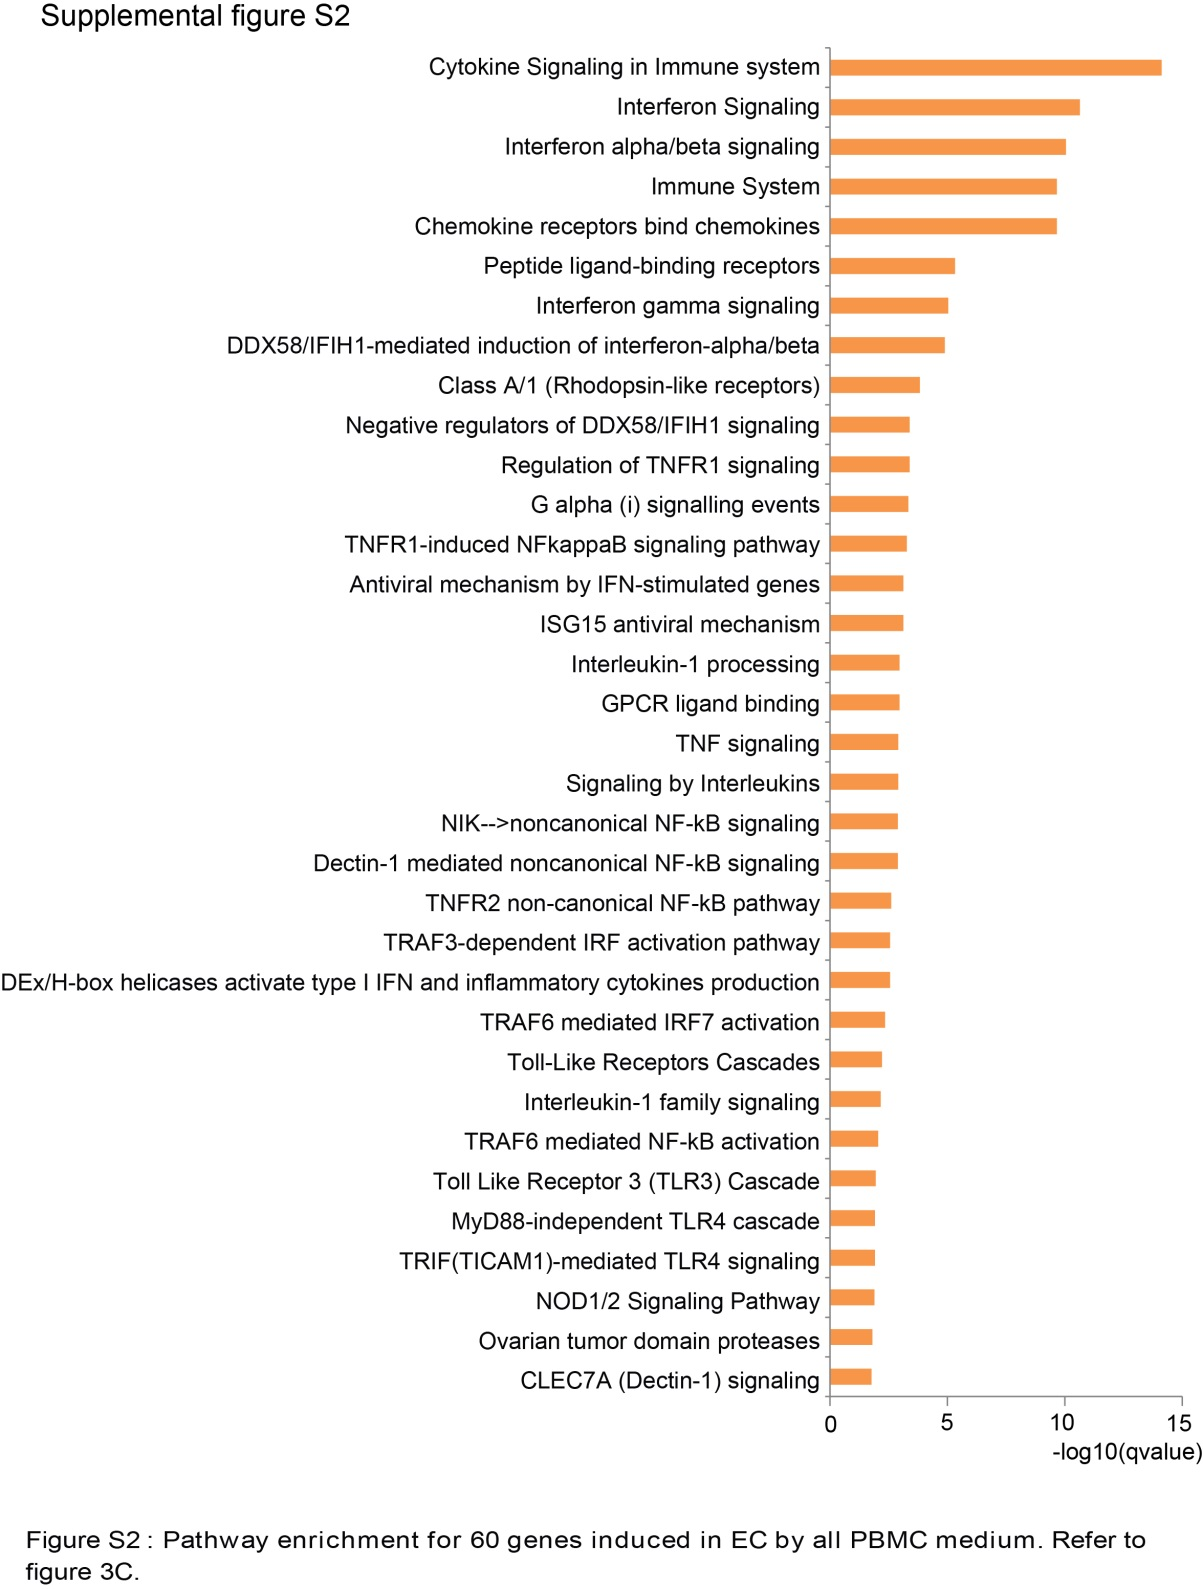 Supplemental figure S2
Cytokine Signaling in Immune system
Interferon Signaling
Interferon alpha/beta signaling
Immune System
Chemokine receptors bind chemokines
Peptide ligand-binding receptors
Interferon gamma signaling
DDX58/IFIH1-mediated induction of interferon-alpha/beta
Class A/1 (Rhodopsin-like receptors)
Negative regulators of DDX58/IFIH1 signaling
Regulation of TNFR1 signaling
G alpha (i) signalling events
TNFR1-induced NFkappaB signaling pathway
Antiviral mechanism by IFN-stimulated genes
ISG15 antiviral mechanism
Interleukin-1 processing
GPCR ligand binding
TNF signaling
Signaling by Interleukins
NIK-->noncanonical NF-kB signaling
Dectin-1 mediated noncanonical NF-kB signaling
TNFR2 non-canonical NF-kB pathway
TRAF3-dependent IRF activation pathway
DEx/H-box helicases activate type I IFN and inflammatory cytokines production
TRAF6 mediated IRF7 activation
Toll-Like Receptors Cascades
Interleukin-1 family signaling
TRAF6 mediated NF-kB activation
Toll Like Receptor 3 (TLR3) Cascade
MyD88-independent TLR4 cascade
TRIF(TICAM1)-mediated TLR4 signaling
NOD1/2 Signaling Pathway
Ovarian tumor domain proteases
CLEC7A (Dectin-1) signaling
0 5 10 15
-log10(qvalue)
Figure S2 : Pathway enrichment for 60 genes induced in EC by all PBMC medium. Refer to
figure 3C.